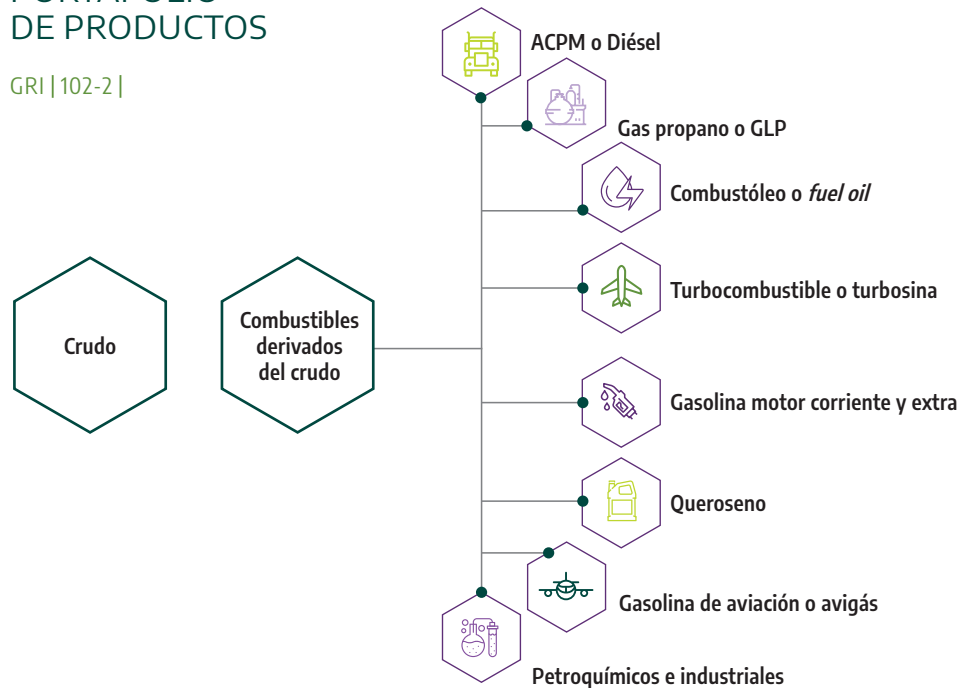 PORTAFOLIO
DE PRODUCTOS
GRI | 102-2 |
ACPM o Diésel
Gas propano o GLP
Combustóleo o fuel oil
Turbocombustible o turbosina
Crudo
Combustibles
derivados
del crudo
Gasolina motor corriente y extra
Queroseno
Gasolina de aviación o avigás
Petroquímicos e industriales